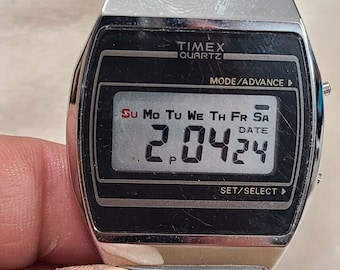 TIMEX
QUARTZ
MODE/ADVANCE
SU MO TU WE TH FR SA
DATE
2 P 04 24
SET/SELECT